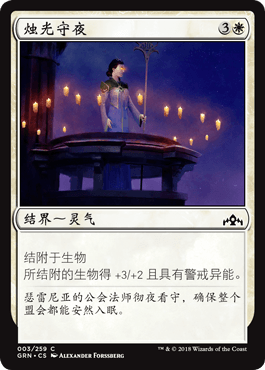 烛光守夜 3
结界～灵气
结附于生物
所结附的生物得 +3/+2 且具有警戒异能。
瑟雷尼亚的公会法师彻夜看守，确保整个
盟会都能安然入眠。
003/259 C
GRN • CS ALEXANDER FORSSBERG
™ & © 2018 Wizards of the Coast